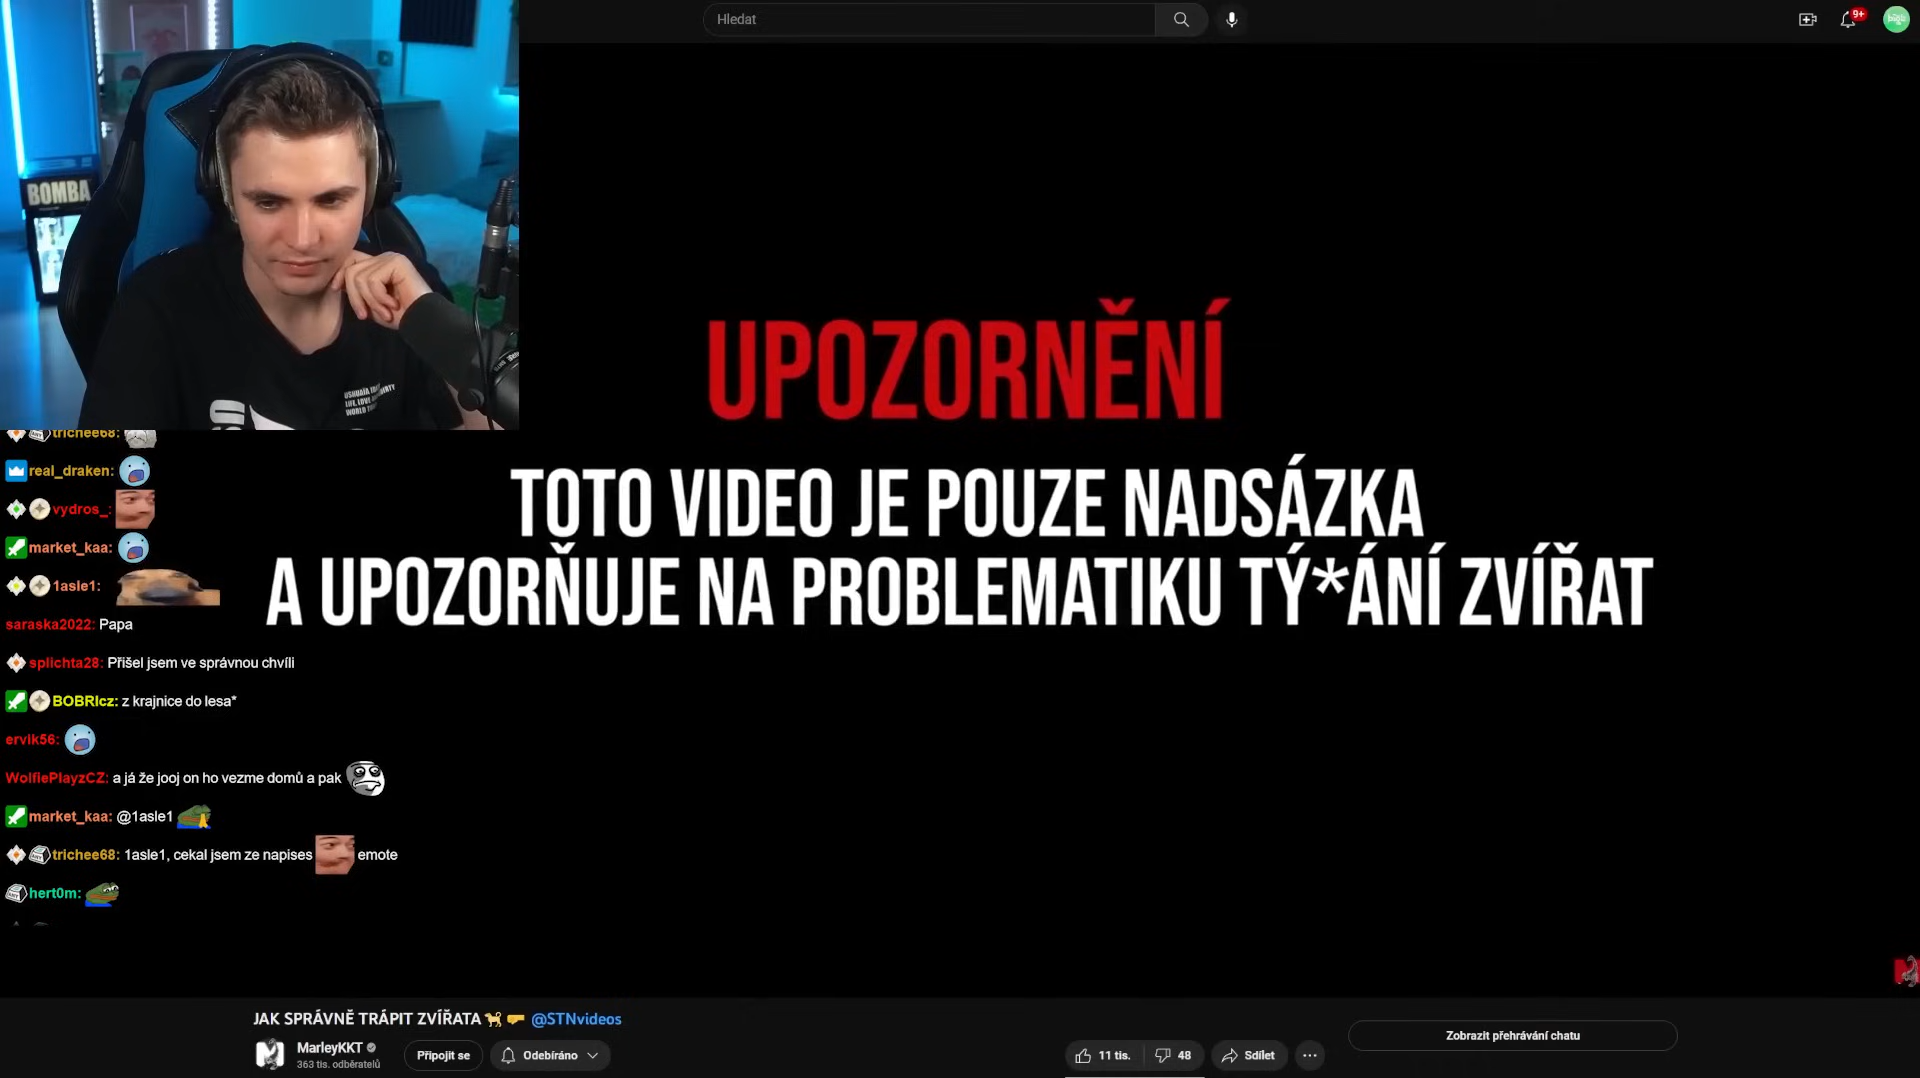 Hledat
9+
BOMBA
UPOZORNĚNÍ
TOTO VIDEO JE POUZE NADSÁZKA
A UPOZORŇUJE NA PROBLEMATIKU TÝ*ÁNÍ ZVÍŘAT
trichee68:
real_draken:
vydros_:
market_kaa:
1asle1:
saraska2022: Papa
splichta28: Přišel jsem ve správnou chvíli
BOBRIcz: z krajnice do lesa*
ervik56:
WolfiePlayzCZ: a já že jooj on ho vezme domů a pak
market_kaa: @1asle1
trichee68: 1asle1, cekal jsem ze napises emote
hert0m:
JAK SPRÁVNĚ TRÁPIT ZVÍŘATA @STNvideos
MarleyKKT
363 tis. odběratelů
Připojit se
Odebíráno
11 tis.
48
Sdílet
Zobrazit přehrávání chatu